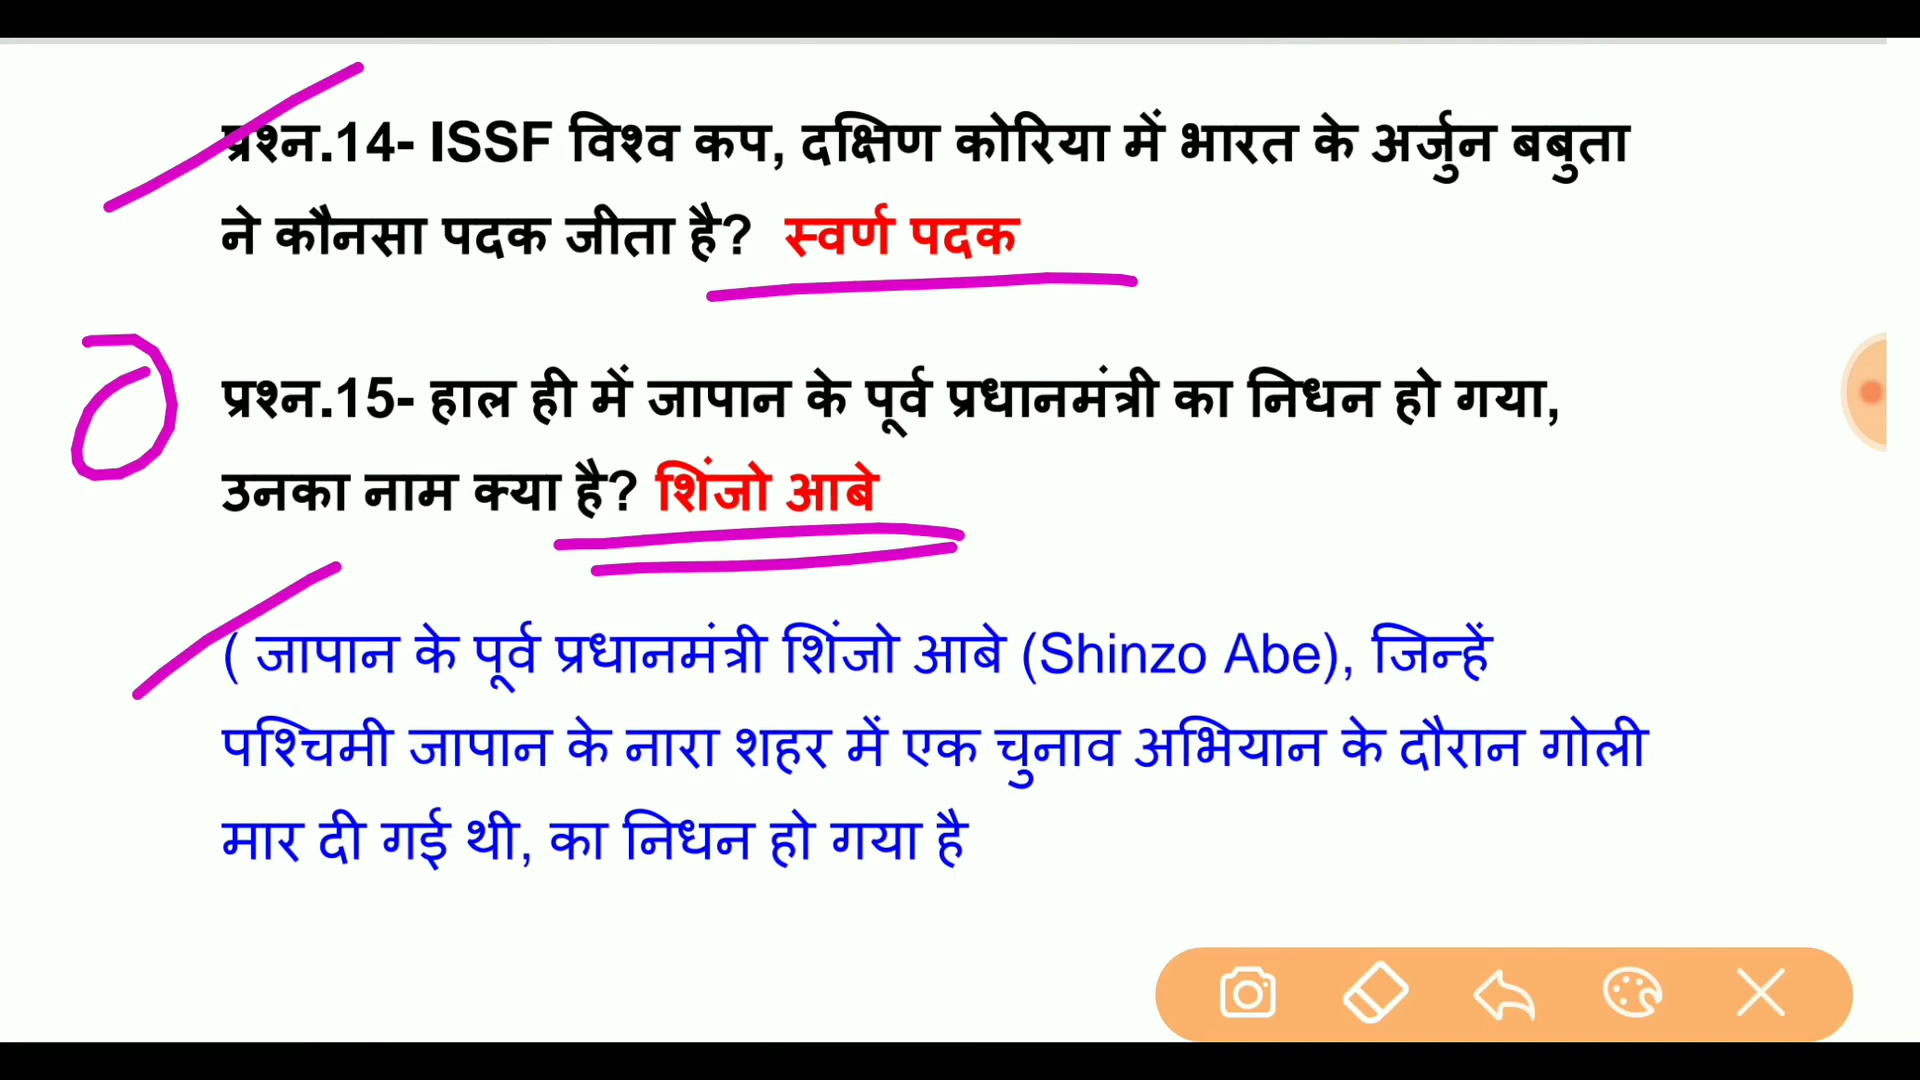 प्रश्न.14- ISSF विश्व कप, दक्षिण कोरिया में भारत के अर्जुन बबुता
ने कौनसा पदक जीता है? स्वर्ण पदक
प्रश्न.15- हाल ही में जापान के पूर्व प्रधानमंत्री का निधन हो गया,
उनका नाम क्या है? शिंजो आबे
( जापान के पूर्व प्रधानमंत्री शिंजो आबे (Shinzo Abe), जिन्हें
पश्चिमी जापान के नारा शहर में एक चुनाव अभियान के दौरान गोली
मार दी गई थी, का निधन हो गया है